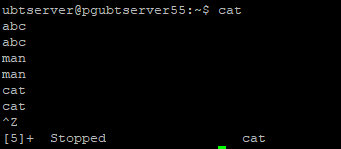 ubtserver@pgubtserver55:~$ cat
abc
abc
man
man
cat
cat
^Z
[5]+  Stopped                 cat